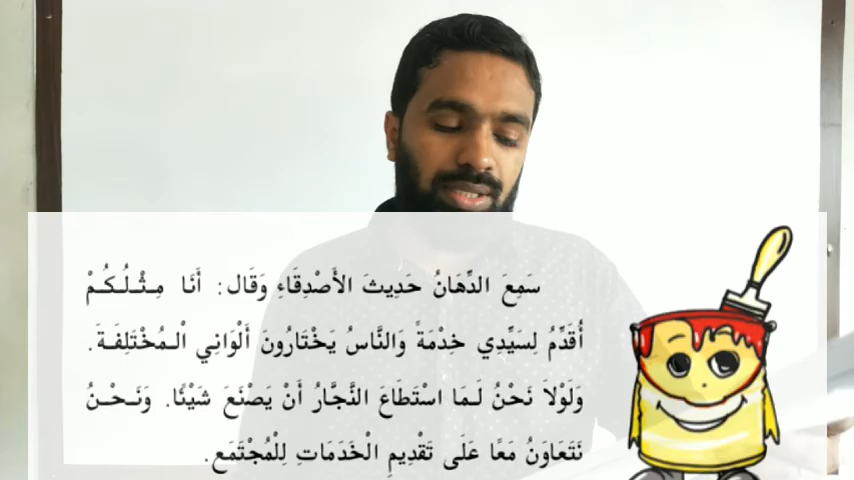 سَمِعَ الدِّهَانُ حَدِيثَ الأَصْدِقَاءِ وَقَال: أَنَا مِثْلُكُمْ
أُقَدِّمُ لِسَيِّدِي خِدْمَةً وَالنَّاسُ يَخْتَارُونَ أَلْوَانِي الْمُخْتَلِفَةَ.
وَلَوْلاَ نَحْنُ لَمَا اسْتَطَاعَ النَّجَّارُ أَنْ يَصْنَعَ شَيْئًا. وَنَحْنُ
نَتَعَاوَنُ مَعًا عَلَى تَقْدِيمِ الْخَدَمَاتِ لِلْمُجْتَمَعِ.